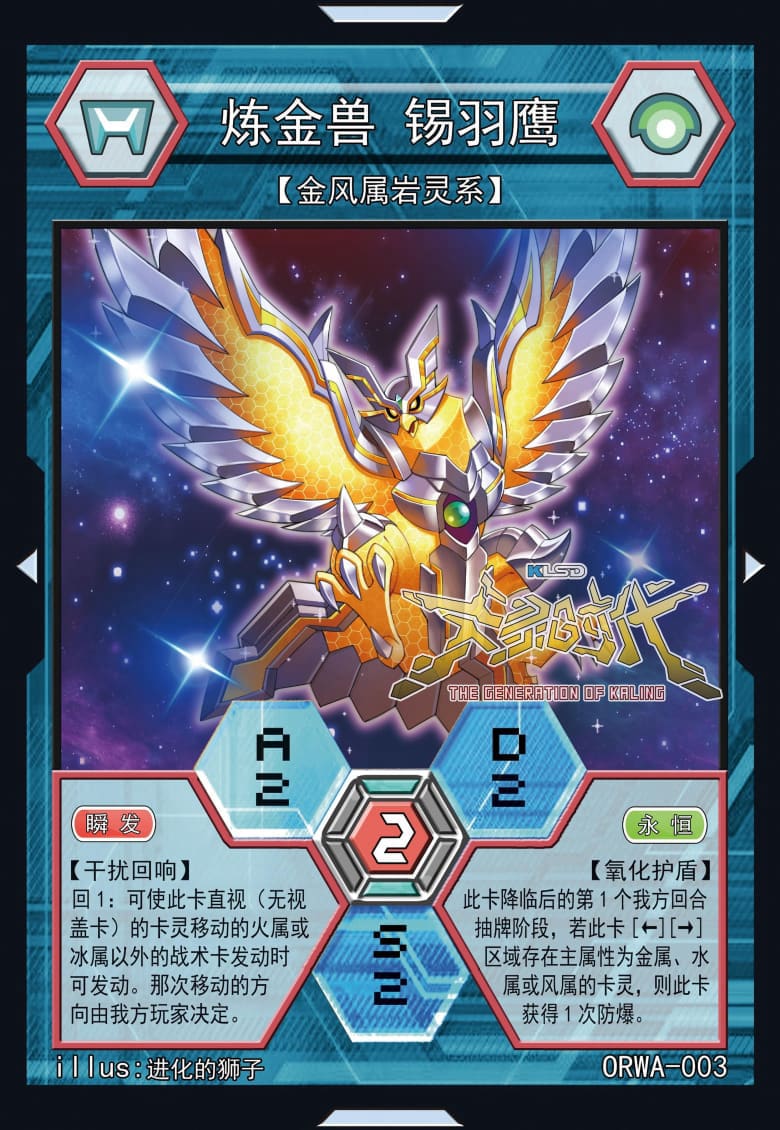 炼金兽 锡羽鹰
【金风属岩灵系】
KLSD
卡灵时代
THE GENERATION OF KALING
A
2
D
2
2
S
2
瞬发
【干扰回响】
回1：可使此卡直视（无视
盖卡）的卡灵移动的火属或
冰属以外的战术卡发动时
可发动。那次移动的方
向由我方玩家决定。
永恒
【氧化护盾】
此卡降临后的第1个我方回合
抽牌阶段，若此卡[←][→]
区域存在主属性为金属、水
属或风属的卡灵，则此卡
获得1次防爆。
illus:进化的狮子
ORWA-003